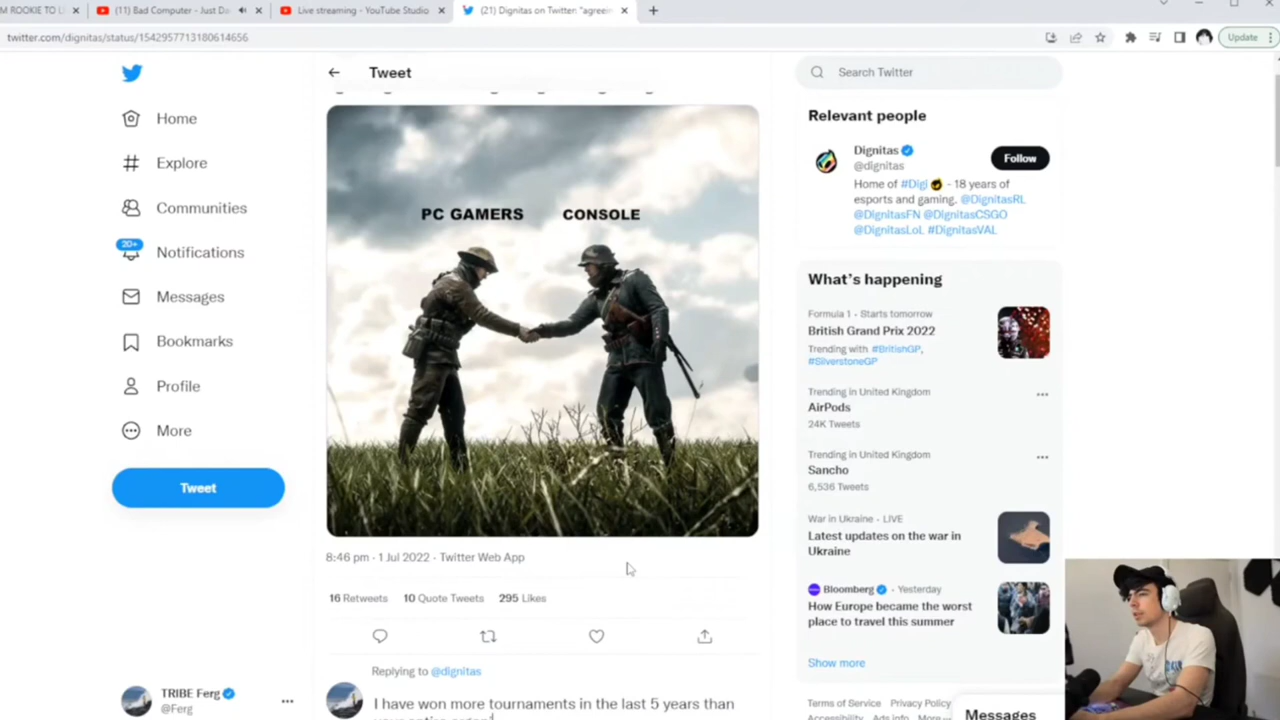 M ROOKIE TO
(11) Bad Computer - Just Da
Live streaming - YouTube Studio
(21) Dignitas on Twitter: "agreein
twitter.com/dignitas/status/1542957713180614656
Update
Tweet
Search Twitter
Home
Explore
Communities
20+
Notifications
Messages
Bookmarks
Profile
More
Tweet
TRIBE Ferg
@Ferg
PC GAMERS CONSOLE
8:46 pm · 1 Jul 2022 · Twitter Web App
16 Retweets 10 Quote Tweets 295 Likes
Replying to @dignitas
I have won more tournaments in the last 5 years than
Relevant people
Dignitas
@dignitas
Follow
Home of #Digi - 18 years of
esports and gaming. @DignitasRL
@DignitasFN @DignitasCSGO
@DignitasLoL #DignitasVAL
What's happening
Formula 1 · Starts tomorrow
British Grand Prix 2022
Trending with #BritishGP,
#SilverstoneGP
Trending in United Kingdom
AirPods
24K Tweets
Trending in United Kingdom
Sancho
6,536 Tweets
War in Ukraine · LIVE
Latest updates on the war in
Ukraine
Bloomberg · Yesterday
How Europe became the worst
place to travel this summer
Show more
Terms of Service Privacy Policy
Accessibility Ads info More
Messages